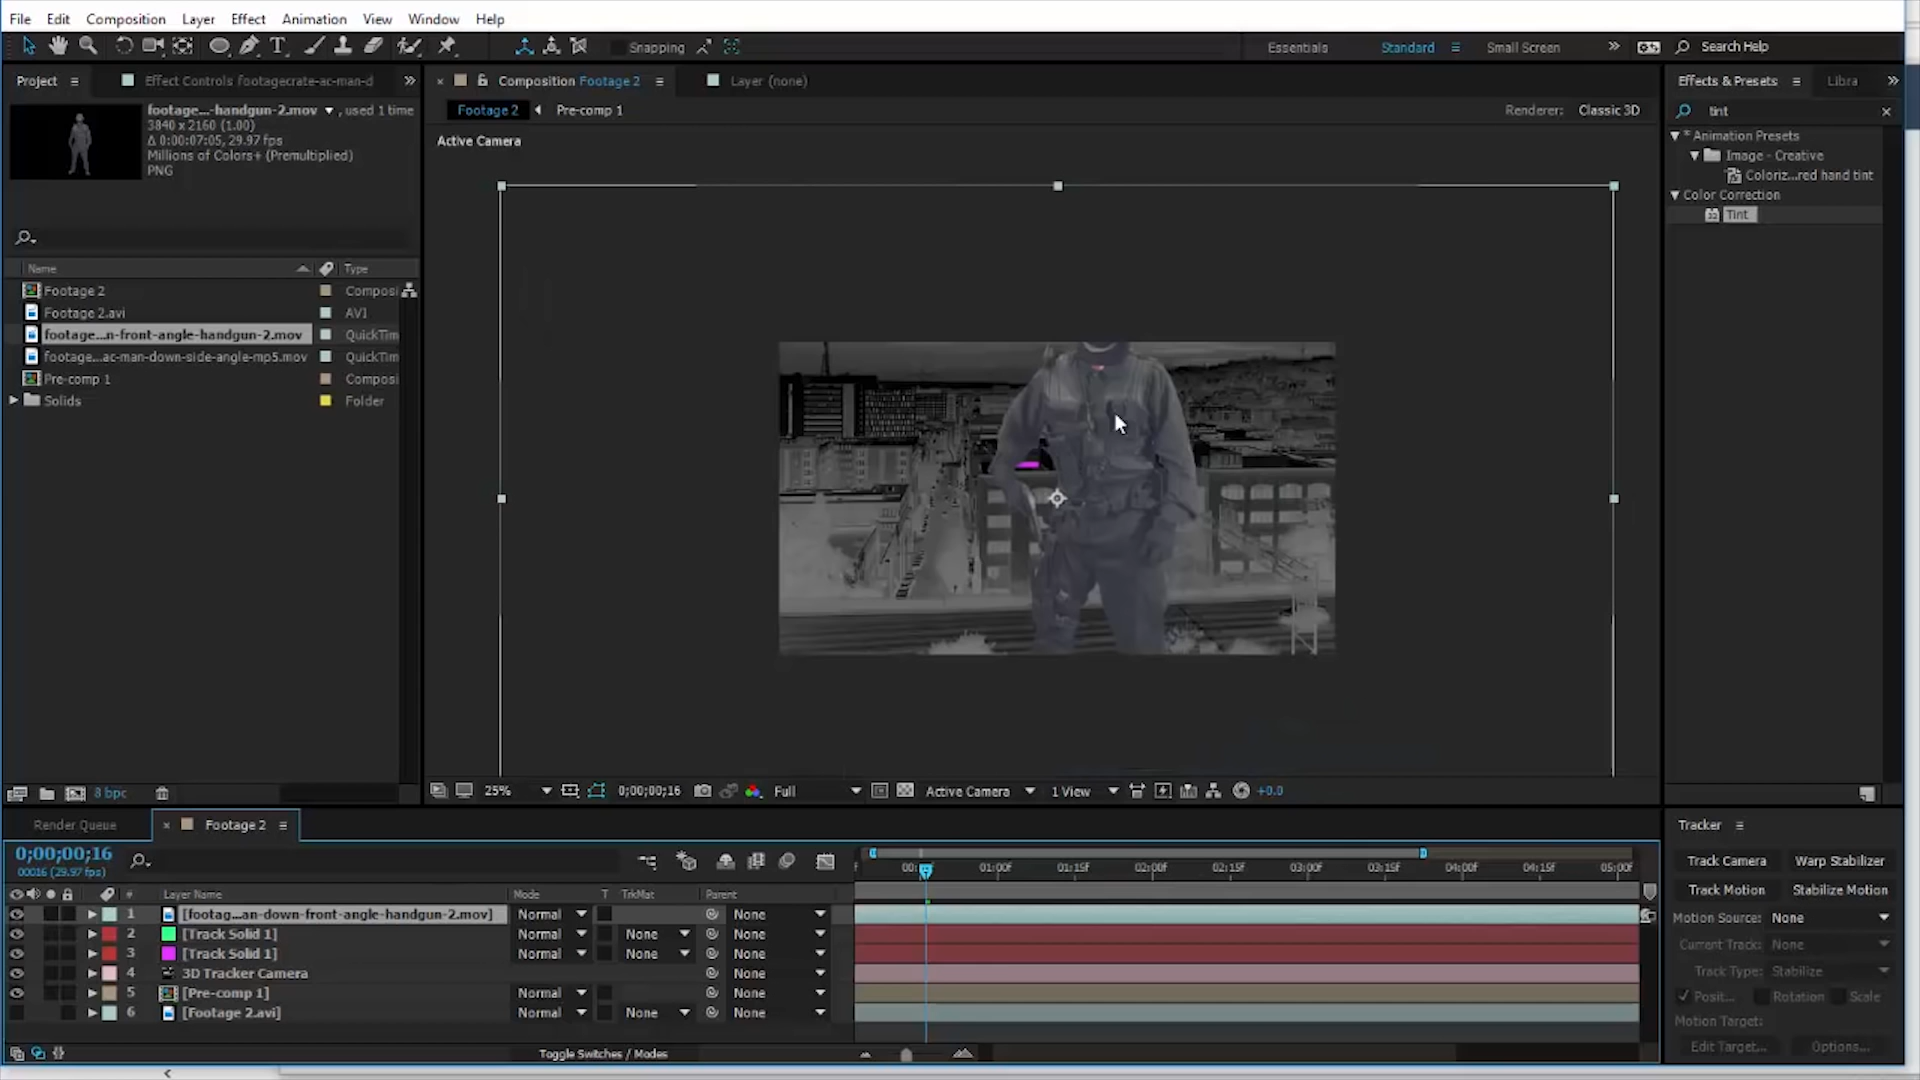 File Edit Composition Layer Effect Animation View Window Help
Snapping Essentials Standard Small Screen Search Help
Project Effect Controls footagecrate-ac-man-d Composition Footage 2 Layer (none) Effects & Presets Libra
footage...-handgun-2.mov , used 1 time
3840 x 2160 (1.00)
Δ 0:00:07:05, 29.97 fps
Millions of Colors+ (Premultiplied)
PNG
Footage 2 Pre-comp 1 Renderer: Classic 3D
Active Camera
tint
* Animation Presets
Image - Creative
Coloriz...red hand tint
Color Correction
Tint
Name Type
Footage 2 Composi
Footage 2.avi AVI
footage...n-front-angle-handgun-2.mov QuickTim
footage...ac-man-down-side-angle-mp5.mov QuickTim
Pre-comp 1 Composi
Solids Folder
8 bpc
25% 0;00;00;16 Full Active Camera 1 View +0.0
Render Queue Footage 2
0;00;00;16
00016 (29.97 fps)
01:00f 01:15f 02:00f 02:15f 03:00f 03:15f 04:00f 04:15f 05:00f
# Layer Name Mode T TrkMat Parent
1 [footag...an-down-front-angle-handgun-2.mov] Normal None
2 [Track Solid 1] Normal None None
3 [Track Solid 1] Normal None None
4 3D Tracker Camera None
5 [Pre-comp 1] Normal None
6 [Footage 2.avi] Normal None None
Toggle Switches / Modes
Tracker
Track Camera Warp Stabilizer
Track Motion Stabilize Motion
Motion Source: None
Current Track: None
Track Type: Stabilize
Posit... Rotation Scale
Motion Target:
Edit Target... Options...